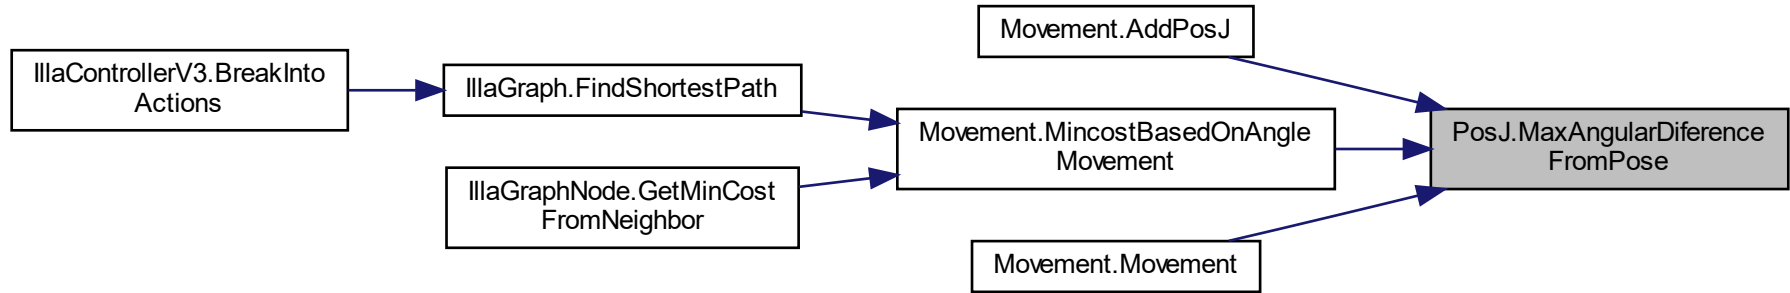 IllaControllerV3.BreakInto
Actions
IllaGraph.FindShortestPath
IllaGraphNode.GetMinCost
FromNeighbor
Movement.MincostBasedOnAngle
Movement
Movement.AddPosJ
Movement.Movement
PosJ.MaxAngularDiference
FromPose